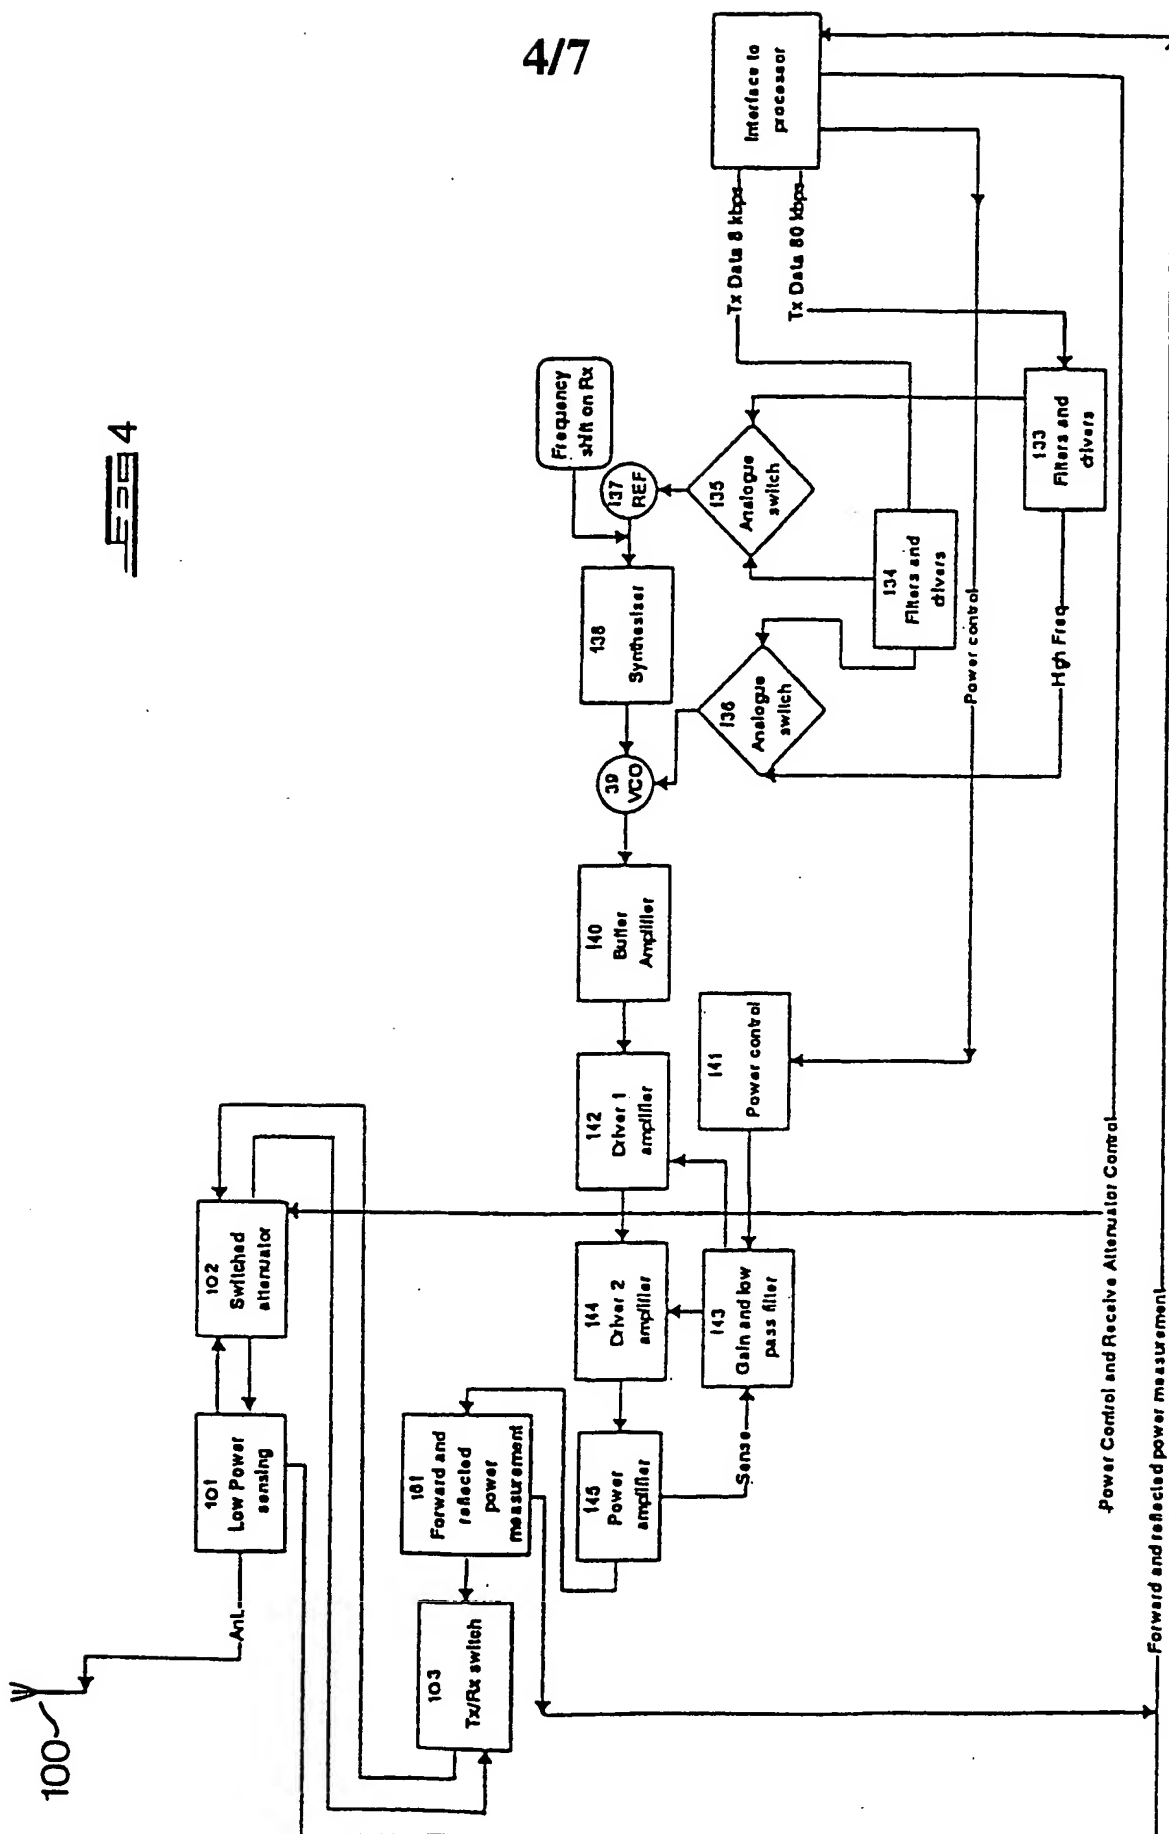 4/7
FIG 4
100
Ant.
101
Low Power
sensing
102
Switched
attenuator
103
Tx/Rx switch
161
Forward and
reflected
power
measurement
145
Power
amplifier
144
Driver 2
amplifier
142
Driver 1
amplifier
140
Buffer
Amplifier
39
VCO
138
Synthesiser
137
REF
Frequency
shift on Rx
Sense
143
Gain and low
pass filter
141
Power control
136
Analogue
switch
135
Analogue
switch
134
Filters and
drivers
133
Filters and
drivers
Interface to
processor
Tx Data 8 kbps
Tx Data 80 kbps
Power control
High Freq
Power Control and Receive Attenuator Control
Forward and reflected power measurement